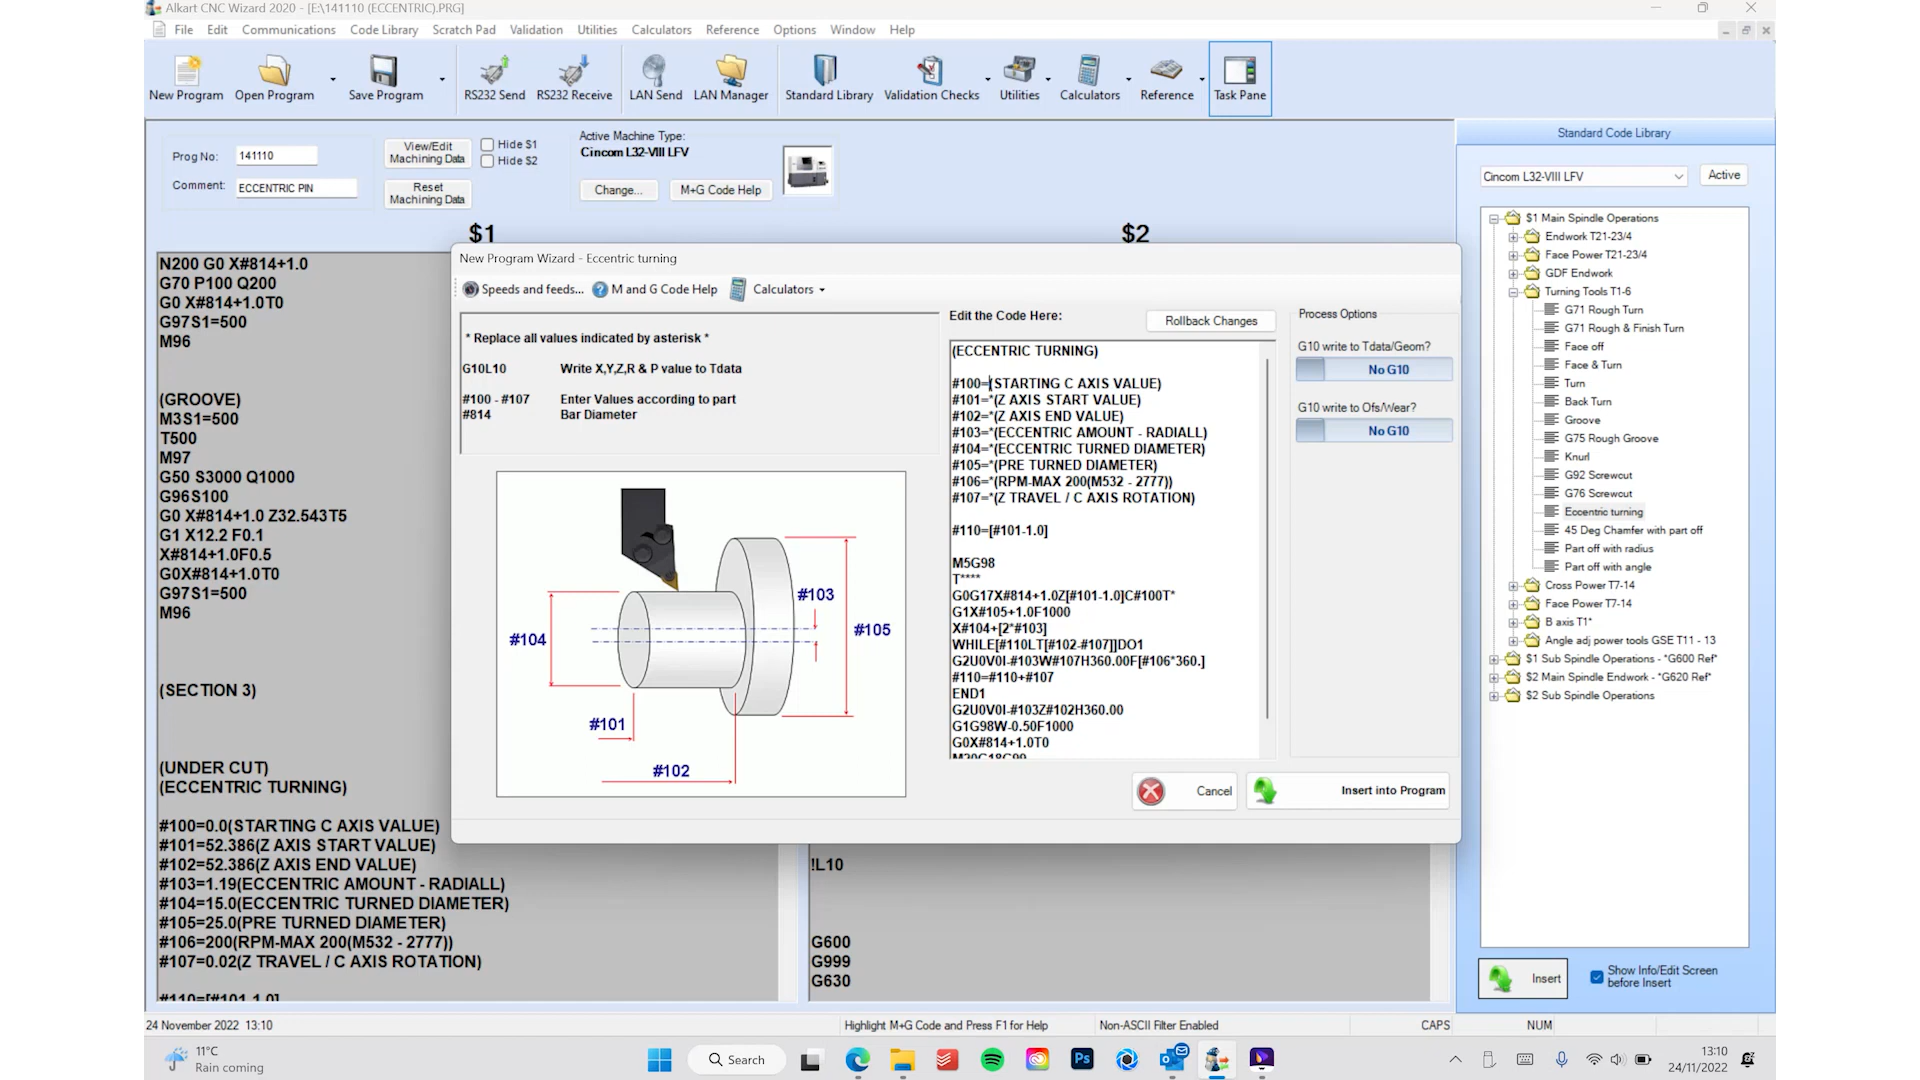 Alkart CNC Wizard 2020 - [E:\141110 (ECCENTRIC).PRG]
File Edit Communications Code Library Scratch Pad Validation Utilities Calculators Reference Options Window Help
New Program Open Program Save Program RS232 Send RS232 Receive LAN Send LAN Manager Standard Library Validation Checks Utilities Calculators Reference Task Pane
Prog No: 141110
Comment: ECCENTRIC PIN
View/Edit
Machining Data
Reset
Machining Data
Hide $1
Hide $2
Active Machine Type:
Cincom L32-VIII LFV
Change...
M+G Code Help
$1
$2
N200 G0 X#814+1.0
G70 P100 Q200
G0 X#814+1.0T0
G97S1=500
M96
(GROOVE)
M3S1=500
T500
M97
G50 S3000 Q1000
G96S100
G0 X#814+1.0 Z32.543T5
G1 X12.2 F0.1
X#814+1.0F0.5
G0X#814+1.0T0
G97S1=500
M96
(SECTION 3)
(UNDER CUT)
(ECCENTRIC TURNING)
#100=0.0(STARTING C AXIS VALUE)
#101=52.386(Z AXIS START VALUE)
#102=52.386(Z AXIS END VALUE)
#103=1.19(ECCENTRIC AMOUNT - RADIALL)
#104=15.0(ECCENTRIC TURNED DIAMETER)
#105=25.0(PRE TURNED DIAMETER)
#106=200(RPM-MAX 200(M532 - 2777))
#107=0.02(Z TRAVEL / C AXIS ROTATION)
#110=[#101-1.0]
New Program Wizard - Eccentric turning
Speeds and feeds... M and G Code Help Calculators
* Replace all values indicated by asterisk *
G10L10 Write X,Y,Z,R & P value to Tdata
#100 - #107 Enter Values according to part
#814 Bar Diameter
#103
#104
#105
#101
#102
Edit the Code Here:
Rollback Changes
(ECCENTRIC TURNING)
#100=(STARTING C AXIS VALUE)
#101=*(Z AXIS START VALUE)
#102=*(Z AXIS END VALUE)
#103=*(ECCENTRIC AMOUNT - RADIALL)
#104=*(ECCENTRIC TURNED DIAMETER)
#105=*(PRE TURNED DIAMETER)
#106=*(RPM-MAX 200(M532 - 2777))
#107=*(Z TRAVEL / C AXIS ROTATION)
#110=[#101-1.0]
M5G98
T****
G0G17X#814+1.0Z[#101-1.0]C#100T*
G1X#105+1.0F1000
X#104+[2*#103]
WHILE[#110LT[#102-#107]]DO1
G2U0V0I-#103W#107H360.00F[#106*360.]
#110=#110+#107
END1
G2U0V0I-#103Z#102H360.00
G1G98W-0.50F1000
G0X#814+1.0T0
M20G18G99
Process Options
G10 write to Tdata/Geom?
No G10
G10 write to Ofs/Wear?
No G10
Cancel
Insert into Program
!L10
G600
G999
G630
Standard Code Library
Cincom L32-VIII LFV
Active
$1 Main Spindle Operations
Endwork T21-23/4
Face Power T21-23/4
GDF Endwork
Turning Tools T1-6
G71 Rough Turn
G71 Rough & Finish Turn
Face off
Face & Turn
Turn
Back Turn
Groove
G75 Rough Groove
Knurl
G92 Screwcut
G76 Screwcut
Eccentric turning
45 Deg Chamfer with part off
Part off with radius
Part off with angle
Cross Power T7-14
Face Power T7-14
B axis T1*
Angle adj power tools GSE T11 - 13
$1 Sub Spindle Operations - *G600 Ref*
$2 Main Spindle Endwork - *G620 Ref*
$2 Sub Spindle Operations
Insert
Show Info/Edit Screen
before Insert
24 November 2022 13:10
Highlight M+G Code and Press F1 for Help
Non-ASCII Filter Enabled
CAPS
NUM
11°C
Rain coming
Search
Ps
13:10
24/11/2022